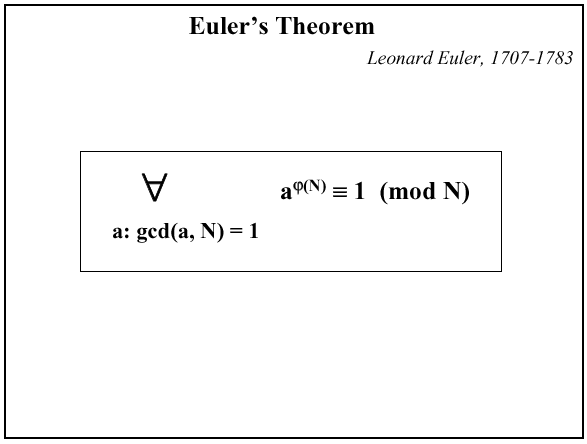 Euler's Theorem
Leonard Euler, 1707-1783
∀ a^φ(N) ≡ 1 (mod N)
a: gcd(a, N) = 1